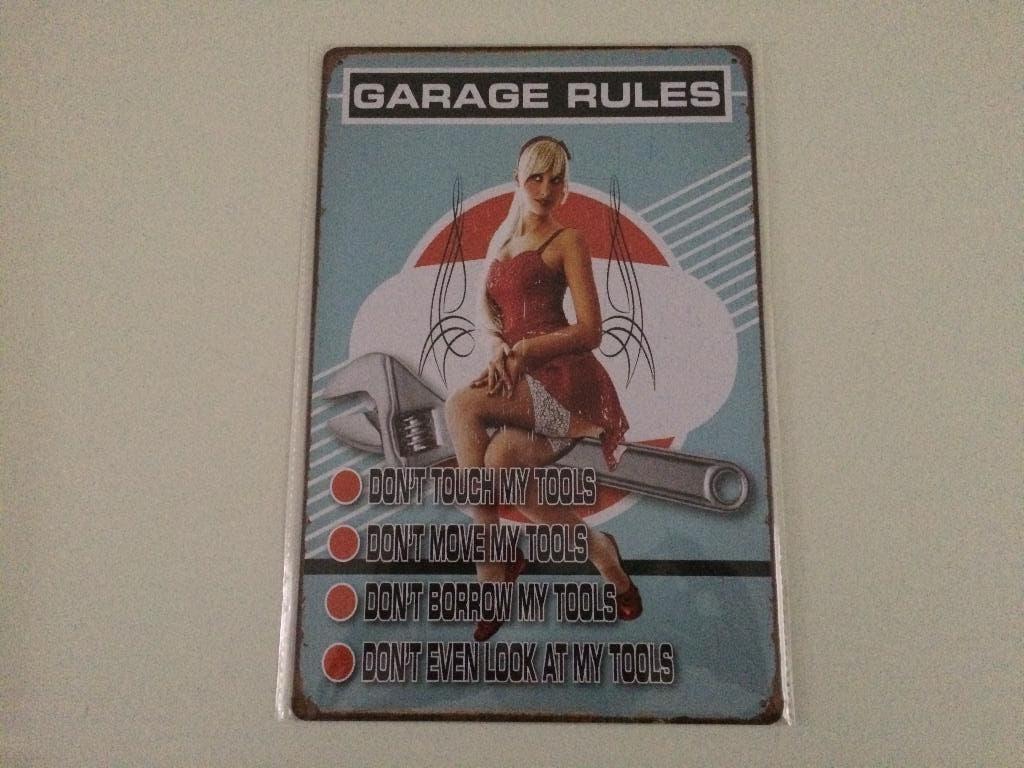 GARAGE RULES
DON'T TOUCH MY TOOLS
DON'T MOVE MY TOOLS
DON'T BORROW MY TOOLS
DON'T EVEN LOOK AT MY TOOLS